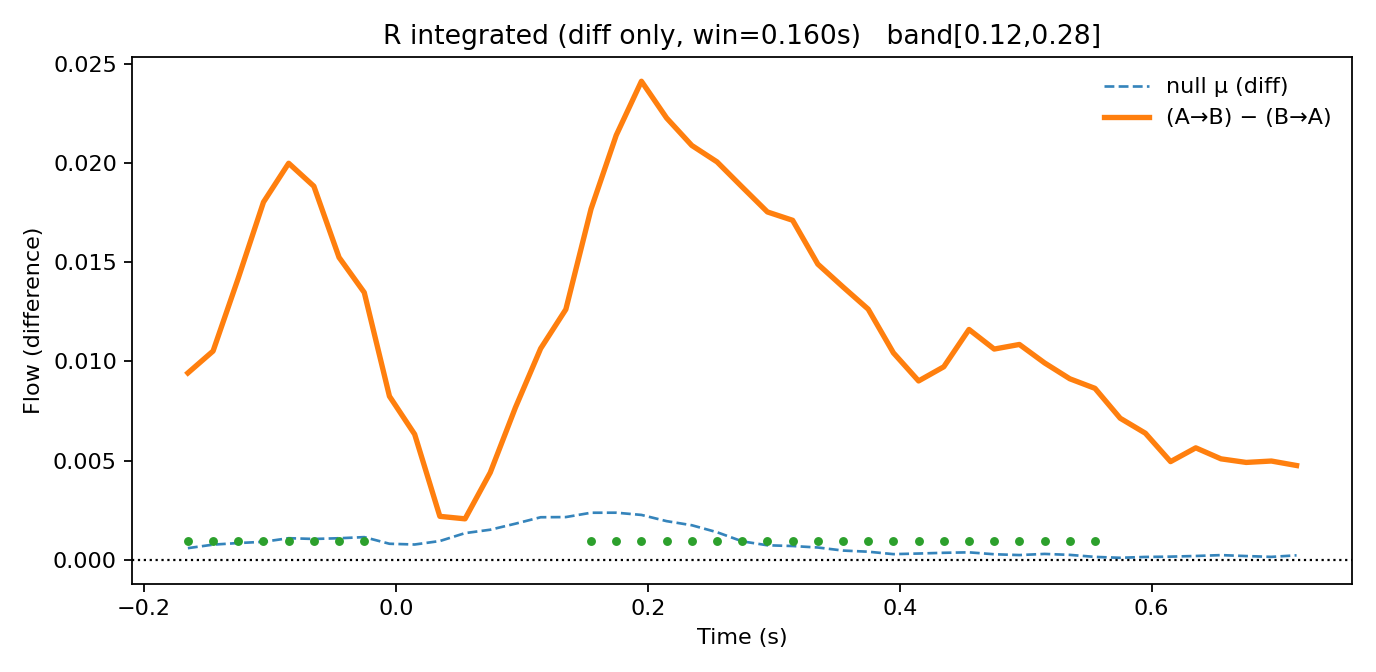 R integrated (diff only, win=0.160s)   band[0.12,0.28]
null μ (diff)
(A→B) − (B→A)
Flow (difference)
0.025
0.020
0.015
0.010
0.005
0.000
−0.2
0.0
0.2
0.4
0.6
Time (s)